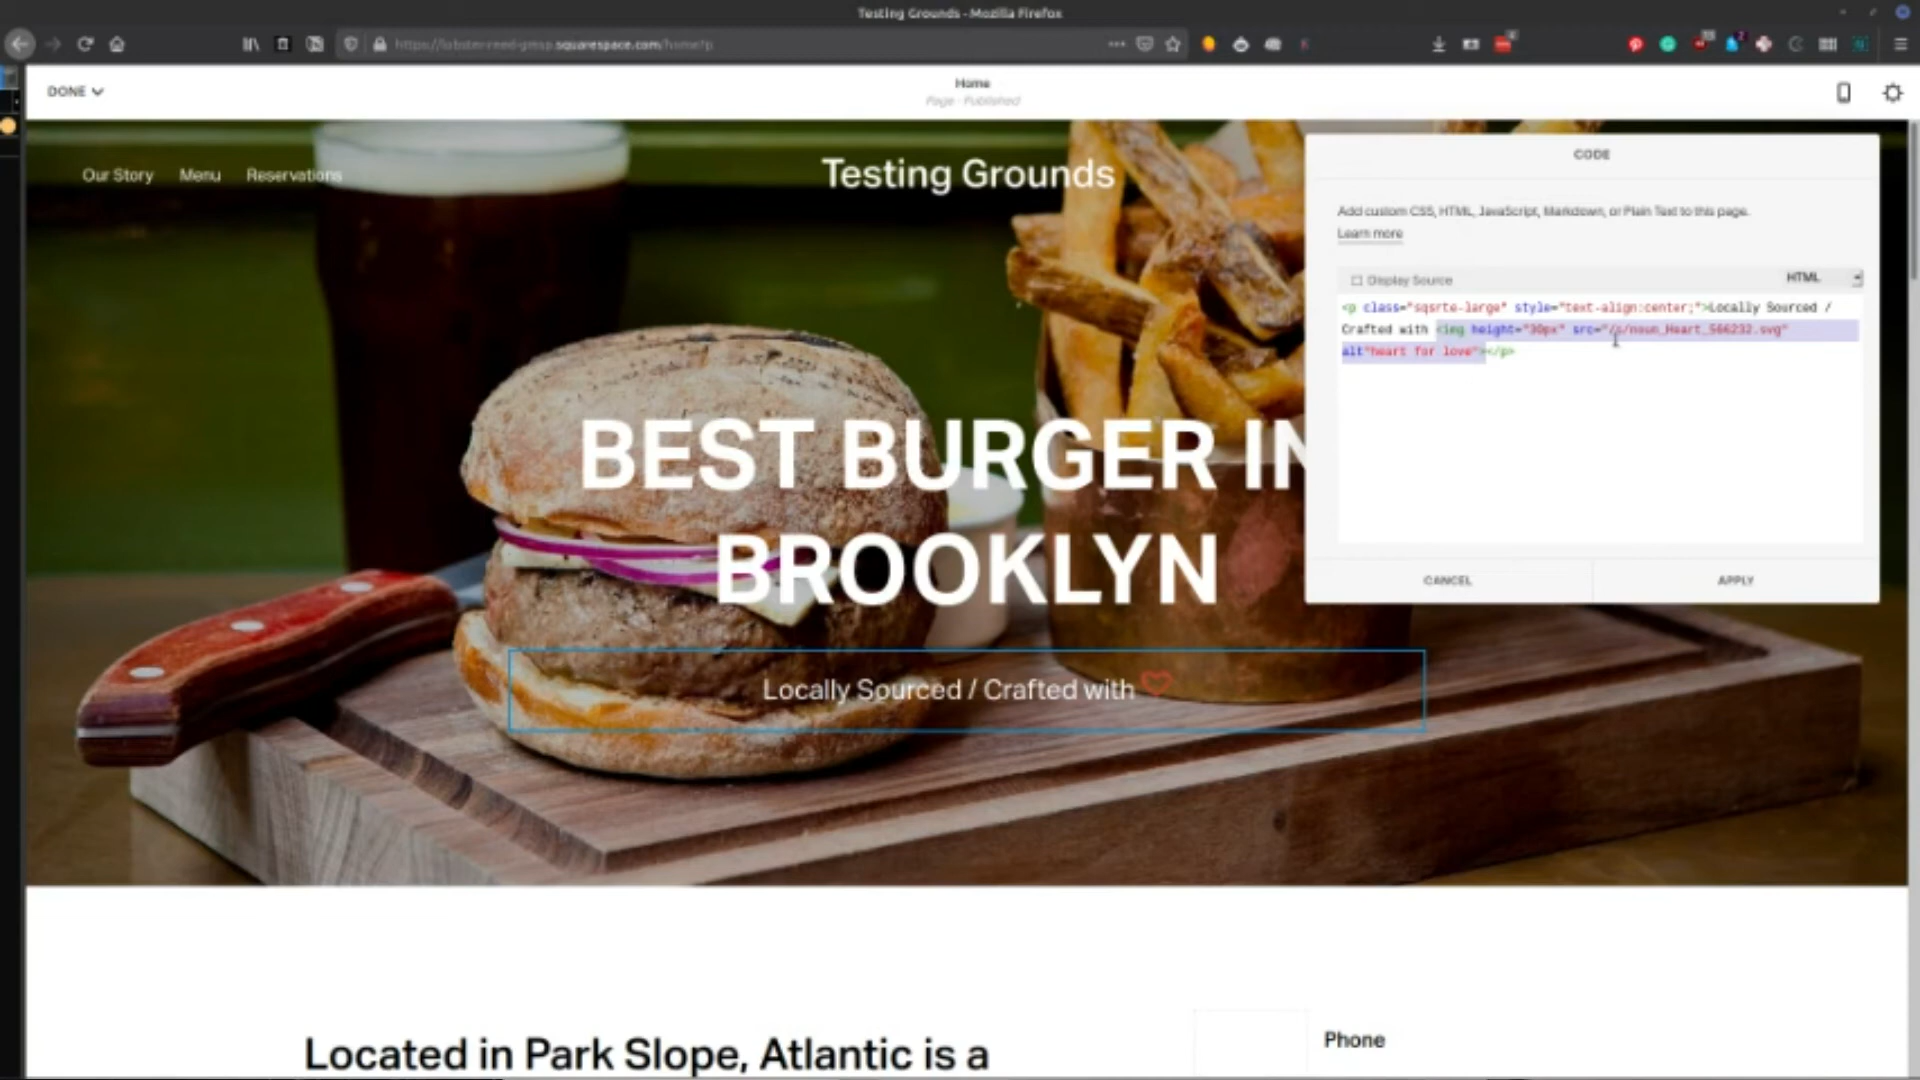 Testing Grounds - Mozilla Firefox
DONE
Home
Page · Published
Our Story Menu Reservations
Testing Grounds
BEST BURGER IN
BROOKLYN
Locally Sourced / Crafted with
CODE
Add custom CSS, HTML, JavaScript, Markdown, or Plain Text to this page.
Learn more
Display Source
HTML
<p class="sqsrte-large" style="text-align:center;">Locally Sourced /
Crafted with <img height="30px" src="/s/noun_Heart_566232.svg"
alt"heart for love"></p>
CANCEL
APPLY
Located in Park Slope, Atlantic is a
Phone